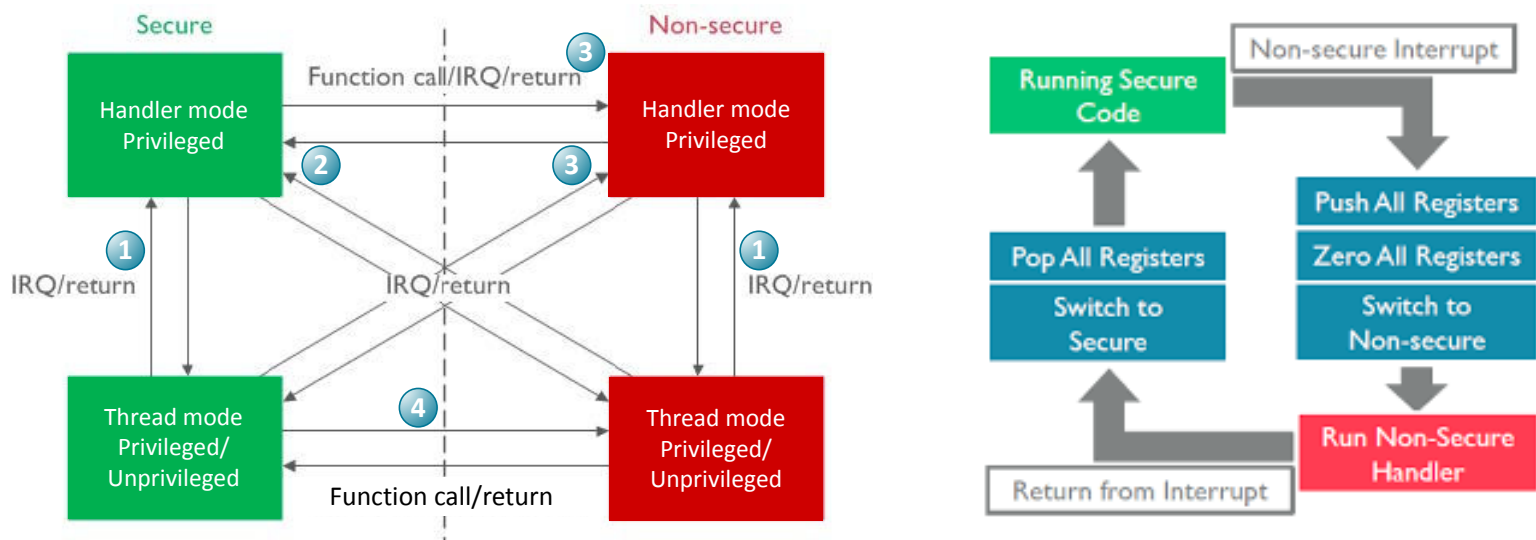 Secure
Non-secure
3
Function call/IRQ/return
Handler mode
Privileged
Handler mode
Privileged
2
3
1
IRQ/return
IRQ/return
1
IRQ/return
4
Thread mode
Privileged/
Unprivileged
Thread mode
Privileged/
Unprivileged
Function call/return
Non-secure Interrupt
Running Secure
Code
Push All Registers
Zero All Registers
Switch to
Non-secure
Pop All Registers
Switch to
Secure
Run Non-Secure
Handler
Return from Interrupt